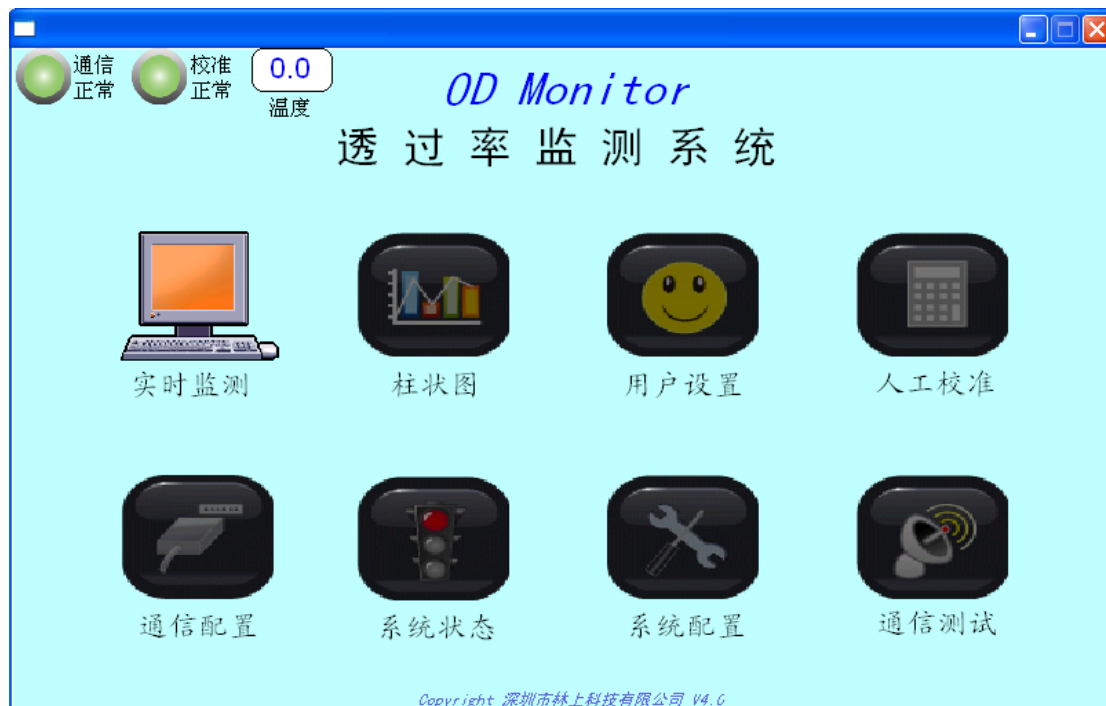 通信
正常
校准
正常
0.0
温度
OD Monitor
透过率监测系统
实时监测
柱状图
用户设置
人工校准
通信配置
系统状态
系统配置
通信测试
Copyright 深圳市林上科技有限公司